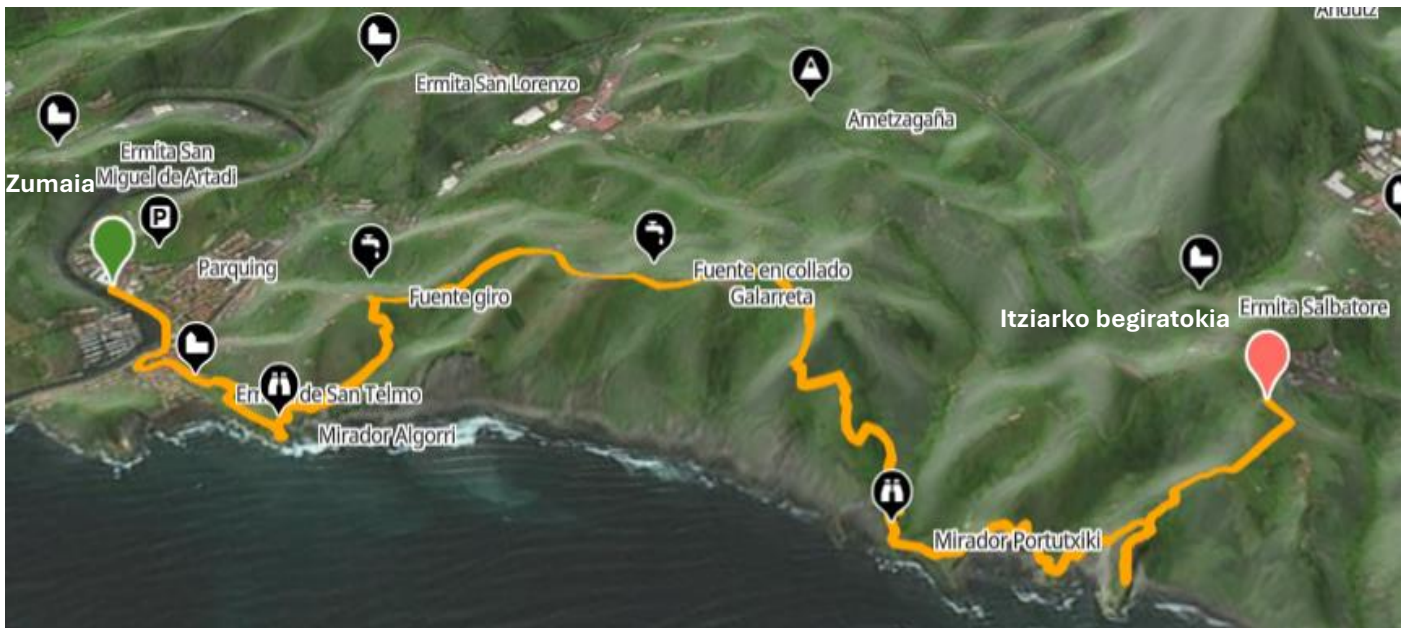 Andutz
Ermita San Lorenzo
Ametzagaña
Ermita San
Miguel de Artadi
Zumaia
P
Parquing
Fuente giro
Fuente en collado
Galarreta
Ermita Salbatore
Itziarko begiratokia
de San Telmo
Mirador Algorri
Mirador Portutxiki